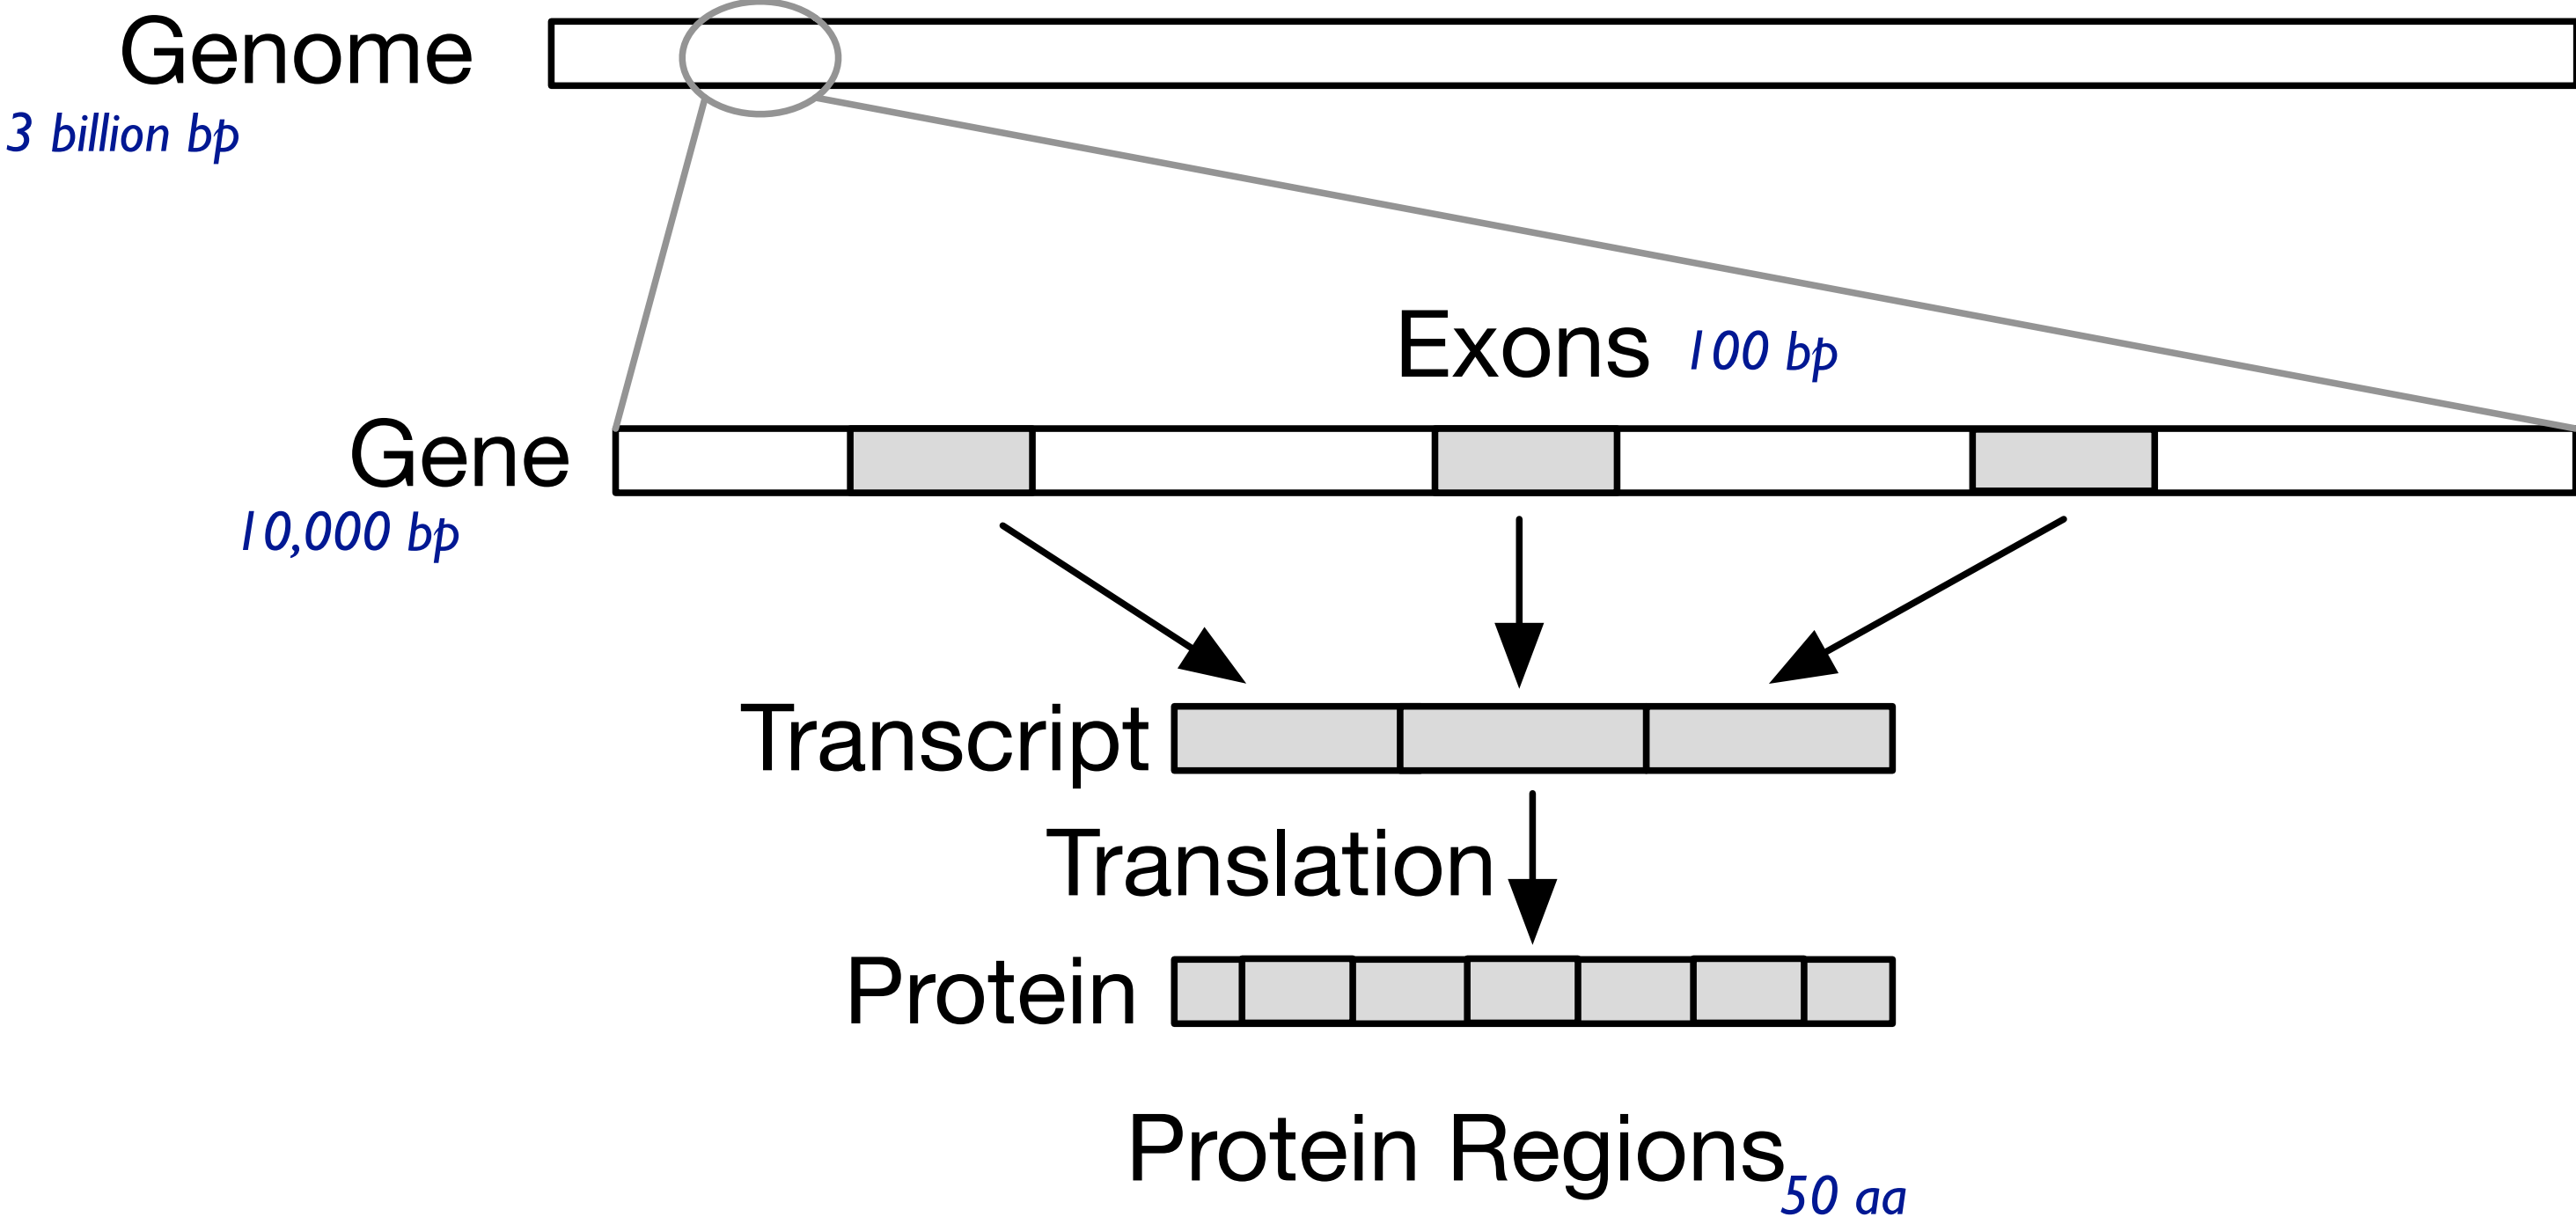 Genome
3 billion bp
Exons 100 bp
Gene
10,000 bp
Transcript
Translation
Protein
Protein Regions
50 aa